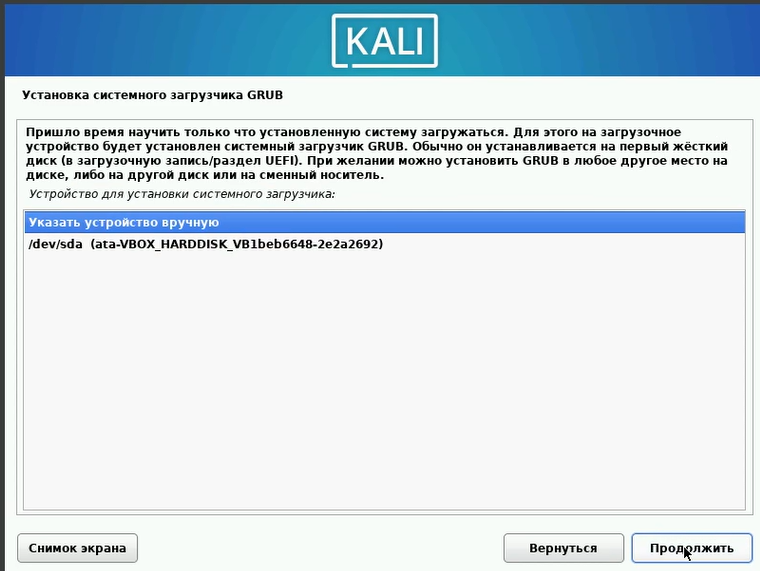 KALI
Установка системного загрузчика GRUB
Пришло время научить только что установленную систему загружаться. Для этого на загрузочное
устройство будет установлен системный загрузчик GRUB. Обычно он устанавливается на первый жёсткий
диск (в загрузочную запись/раздел UEFI). При желании можно установить GRUB в любое другое место на
диске, либо на другой диск или на сменный носитель.
Устройство для установки системного загрузчика:
Указать устройство вручную
/dev/sda (ata-VBOX_HARDDISK_VB1beb6648-2e2a2692)
Снимок экрана
Вернуться
Продолжить